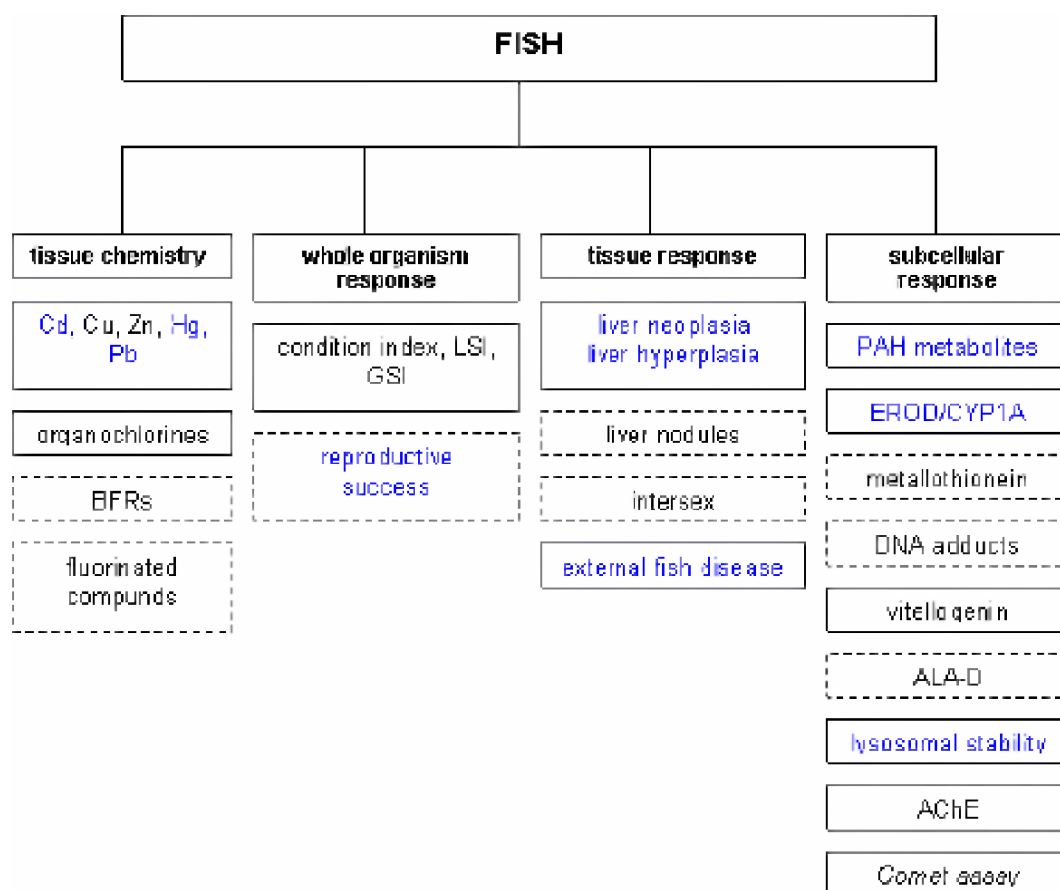 FISH
tissue chemistry
Cd, Cu, Zn, Hg,
Pb
organochlorines
BFRs
fluorinated
compunds
whole organism
response
condition index, LSI,
GSI
reproductive
success
tissue response
liver neoplasia
liver hyperplasia
liver nodules
intersex
external fish disease
subcellular
response
PAH metabolites
EROD/CYP1A
metallothionein
DNA adducts
vitellogenin
ALA-D
lysosomal stability
AChE
Comet assay